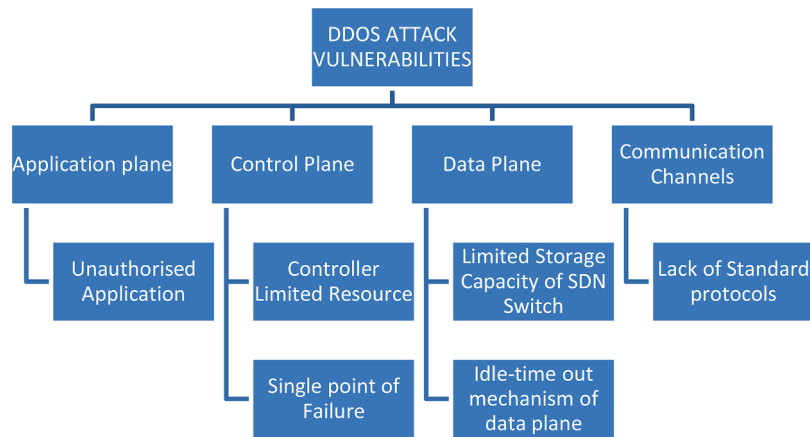 DDOS ATTACK
VULNERABILITIES
Application plane
Control Plane
Data Plane
Communication
Channels
Unauthorised
Application
Controller
Limited Resource
Limited Storage
Capacity of SDN
Switch
Lack of Standard
protocols
Single point of
Failure
Idle-time out
mechanism of
data plane